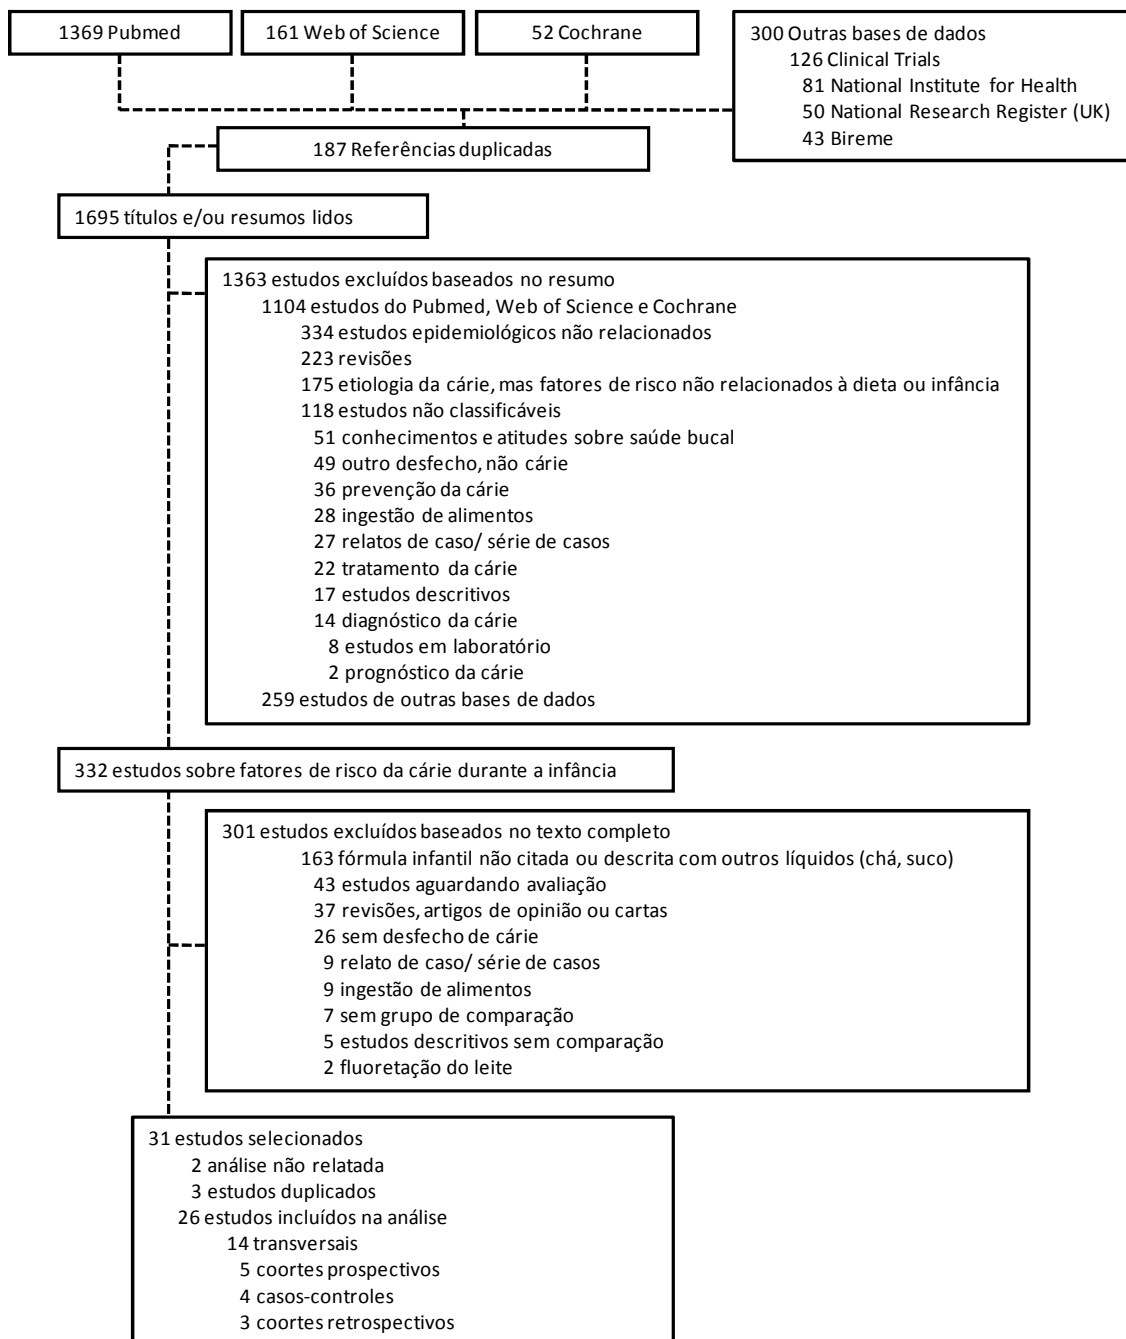 1369 Pubmed
161 Web of Science
52 Cochrane
300 Outras bases de dados
126 Clinical Trials
81 National Institute for Health
50 National Research Register (UK)
43 Bireme
187 Referências duplicadas
1695 títulos e/ou resumos lidos
1363 estudos excluídos baseados no resumo
1104 estudos do Pubmed, Web of Science e Cochrane
334 estudos epidemiológicos não relacionados
223 revisões
175 etiologia da cárie, mas fatores de risco não relacionados à dieta ou infância
118 estudos não classificáveis
51 conhecimentos e atitudes sobre saúde bucal
49 outro desfecho, não cárie
36 prevenção da cárie
28 ingestão de alimentos
27 relatos de caso/ série de casos
22 tratamento da cárie
17 estudos descritivos
14 diagnóstico da cárie
8 estudos em laboratório
2 prognóstico da cárie
259 estudos de outras bases de dados
332 estudos sobre fatores de risco da cárie durante a infância
301 estudos excluídos baseados no texto completo
163 fórmula infantil não citada ou descrita com outros líquidos (chá, suco)
43 estudos aguardando avaliação
37 revisões, artigos de opinião ou cartas
26 sem desfecho de cárie
9 relato de caso/ série de casos
9 ingestão de alimentos
7 sem grupo de comparação
5 estudos descritivos sem comparação
2 fluoretação do leite
31 estudos selecionados
2 análise não relatada
3 estudos duplicados
26 estudos incluídos na análise
14 transversais
5 coortes prospectivos
4 casos-controles
3 coortes retrospectivos